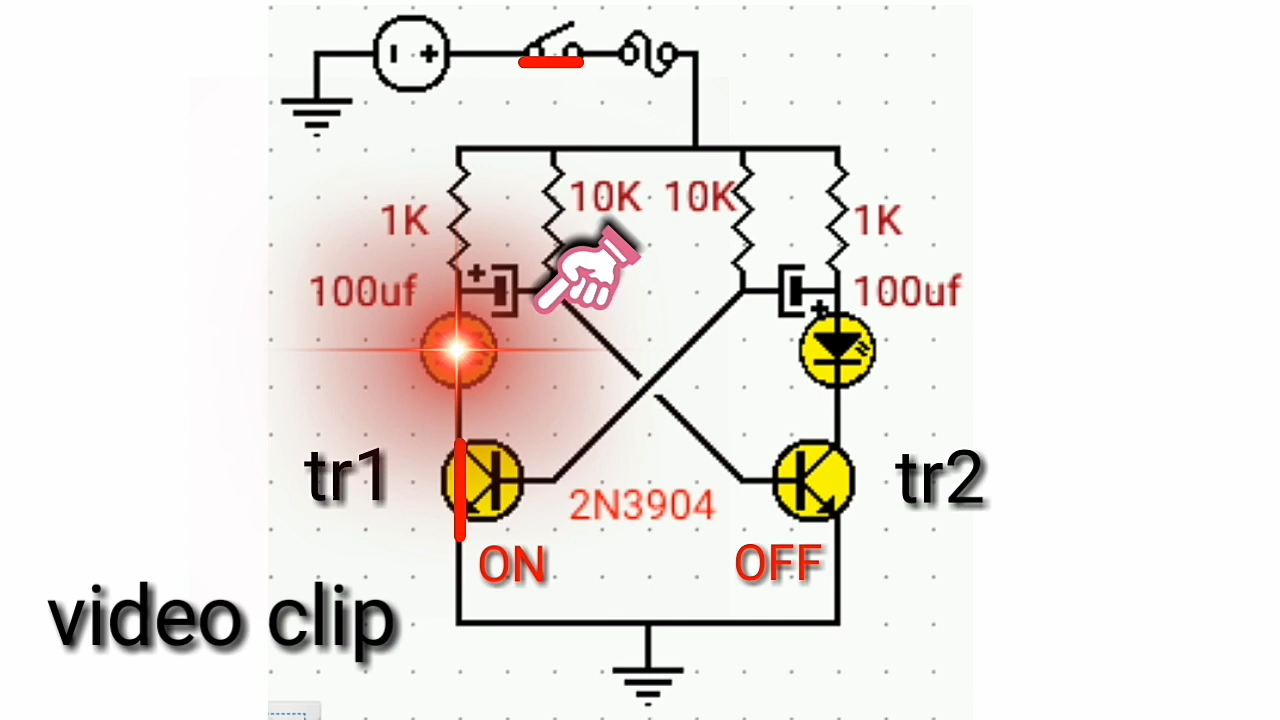 10K 10K
1K 1K
100uf 100uf
tr1 tr2
2N3904
ON OFF
video clip